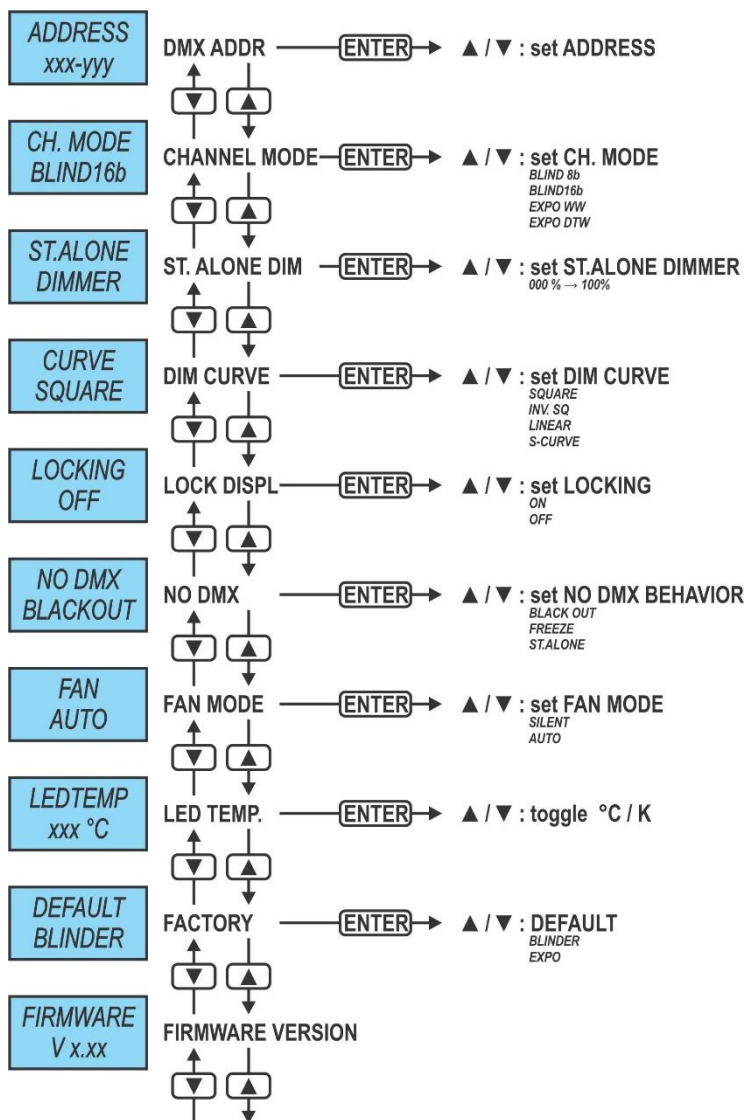 ADDRESS
xxx-yyy
DMX ADDR ENTER ▲ / ▼ : set ADDRESS
▼ ▲
CH. MODE
BLIND16b
CHANNEL MODE ENTER ▲ / ▼ : set CH. MODE
BLIND 8b
BLIND16b
EXPO WW
EXPO DTW
▼ ▲
ST.ALONE
DIMMER
ST. ALONE DIM ENTER ▲ / ▼ : set ST.ALONE DIMMER
000 % → 100%
▼ ▲
CURVE
SQUARE
DIM CURVE ENTER ▲ / ▼ : set DIM CURVE
SQUARE
INV. SQ
LINEAR
S-CURVE
▼ ▲
LOCKING
OFF
LOCK DISPL ENTER ▲ / ▼ : set LOCKING
ON
OFF
▼ ▲
NO DMX
BLACKOUT
NO DMX ENTER ▲ / ▼ : set NO DMX BEHAVIOR
BLACK OUT
FREEZE
ST.ALONE
▼ ▲
FAN
AUTO
FAN MODE ENTER ▲ / ▼ : set FAN MODE
SILENT
AUTO
▼ ▲
LEDTEMP
xxx °C
LED TEMP. ENTER ▲ / ▼ : toggle °C / K
▼ ▲
DEFAULT
BLINDER
FACTORY ENTER ▲ / ▼ : DEFAULT
BLINDER
EXPO
▼ ▲
FIRMWARE
V x.xx
FIRMWARE VERSION
▼ ▲